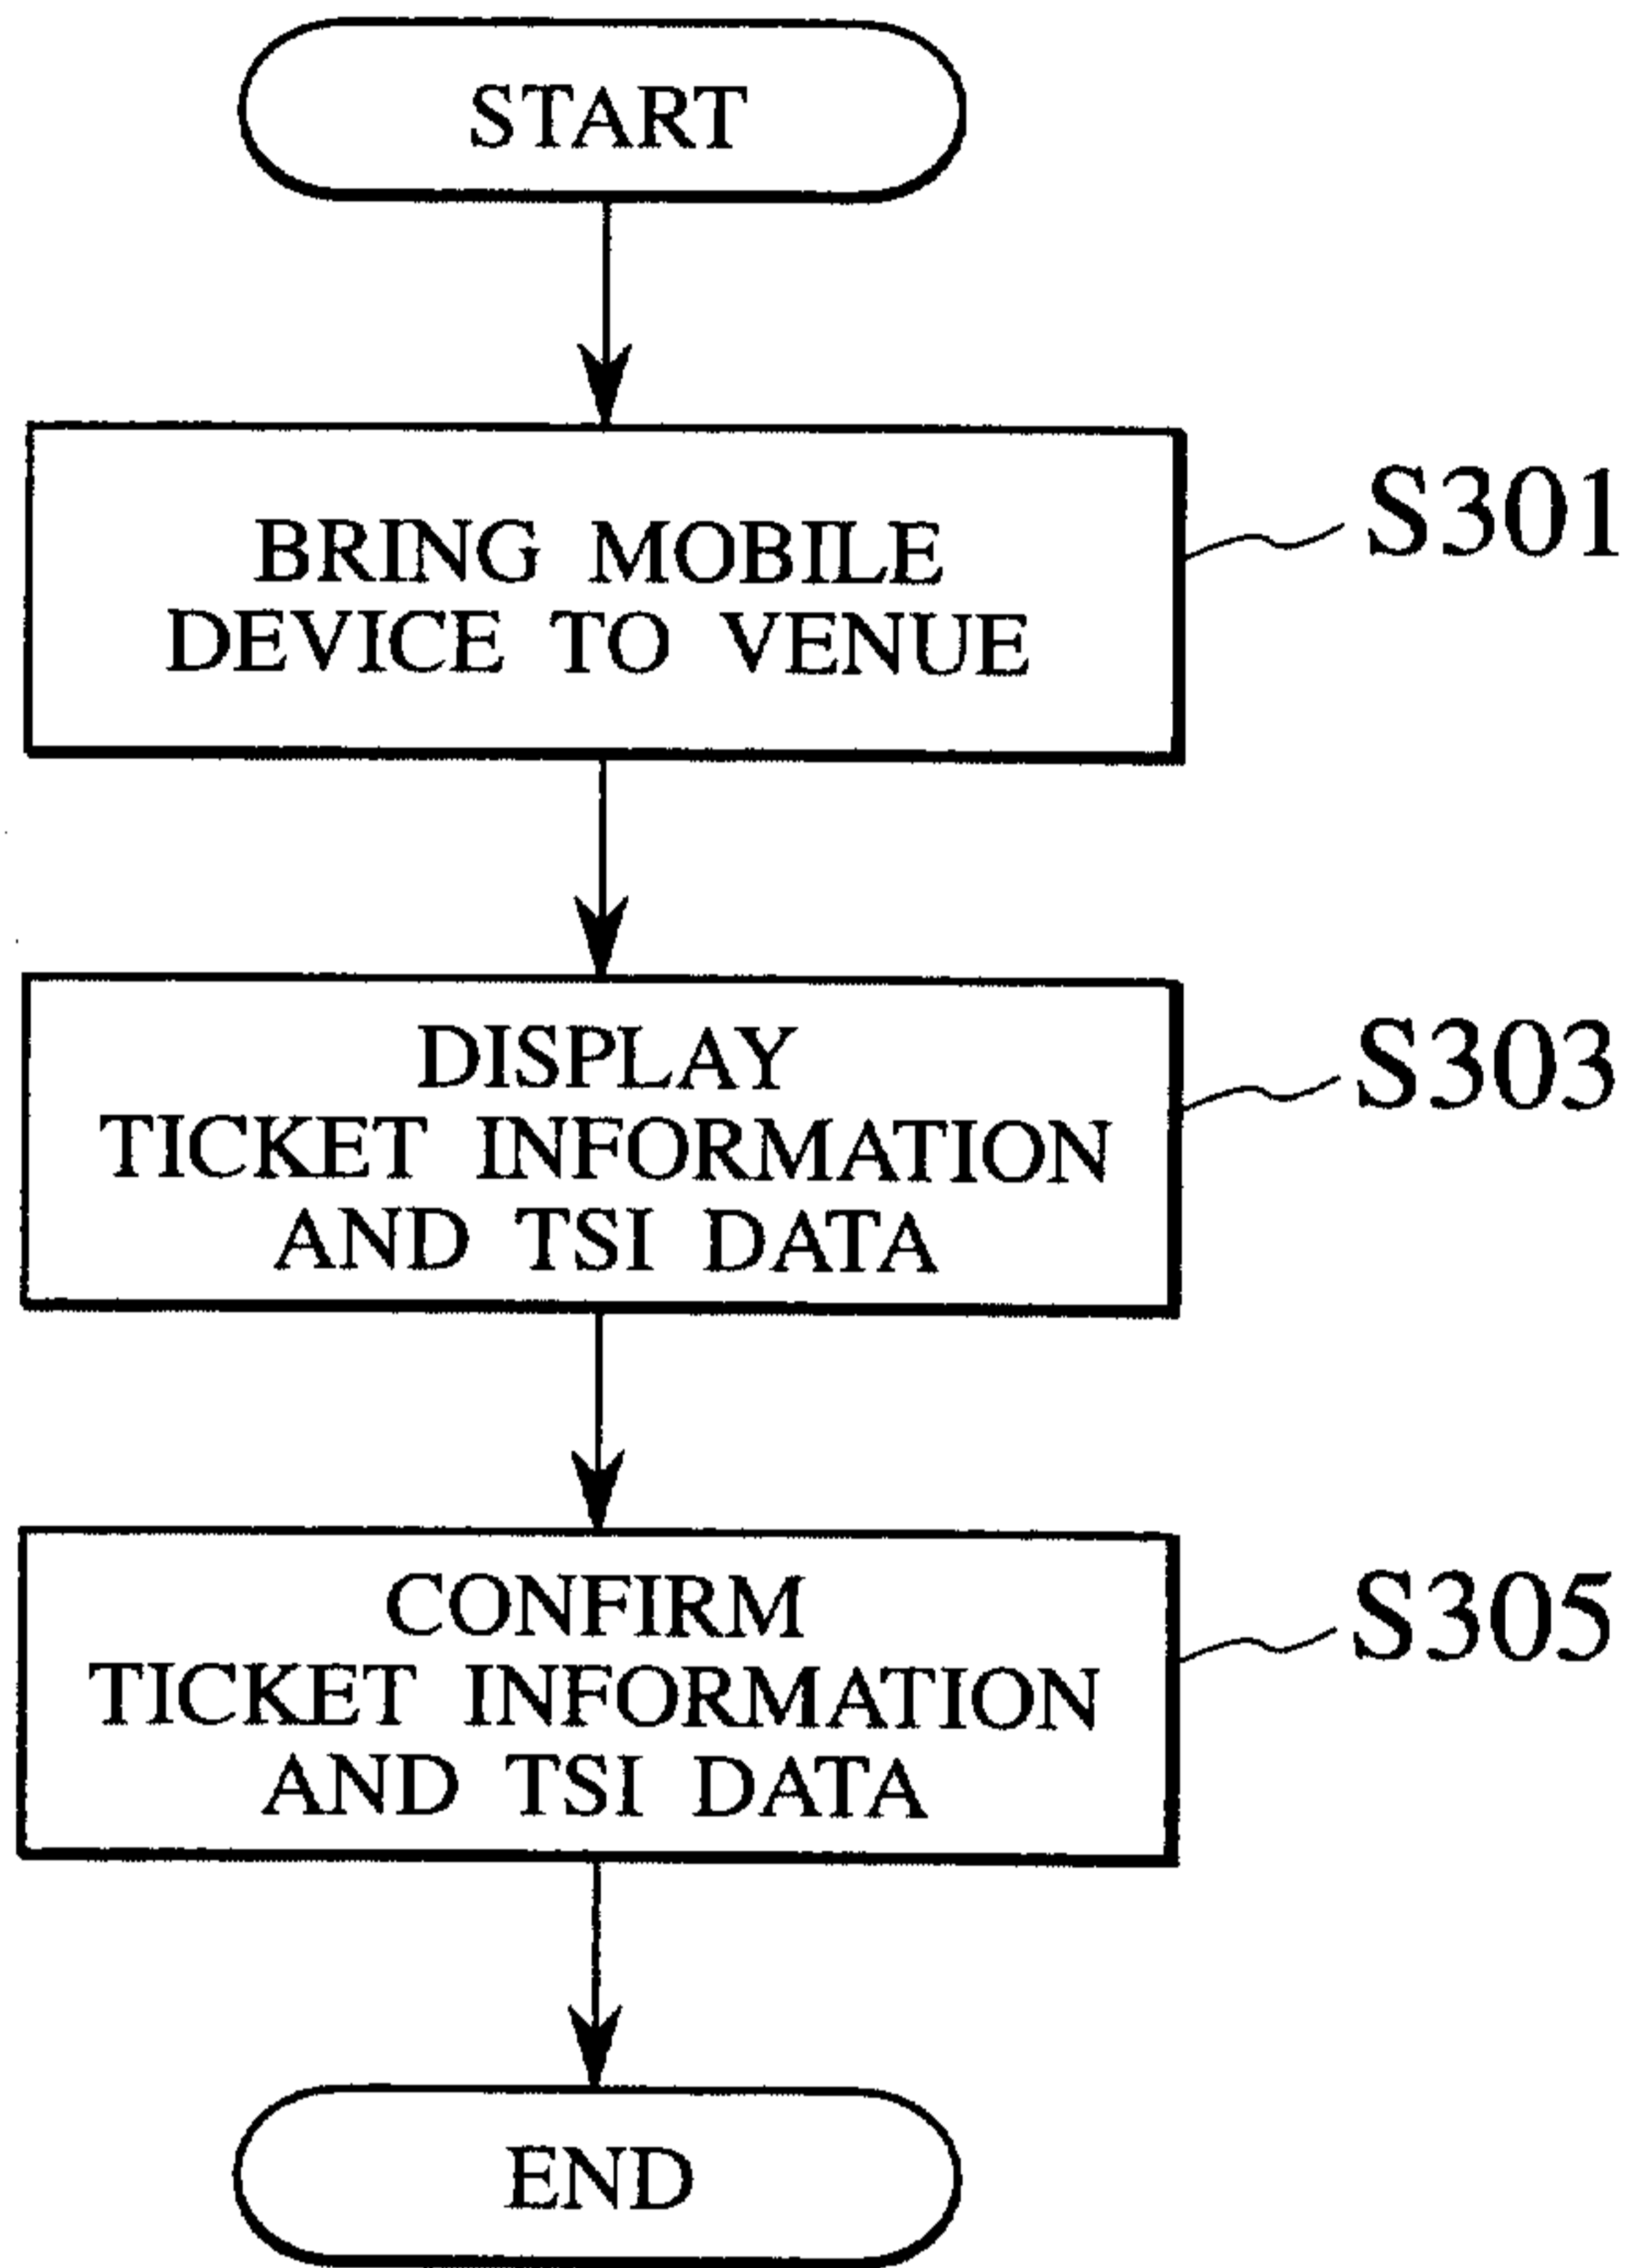 START
BRING MOBILE
DEVICE TO VENUE
S301
DISPLAY
TICKET INFORMATION
AND TSI DATA
S303
CONFIRM
TICKET INFORMATION
AND TSI DATA
S305
END